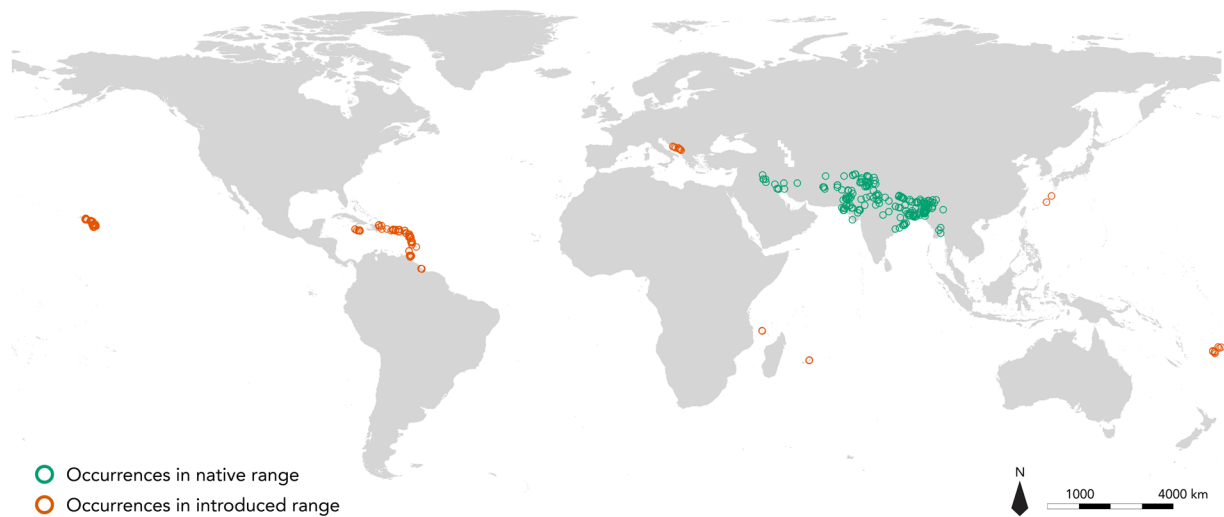 Occurrences in native range
Occurrences in introduced range
N
1000 4000 km